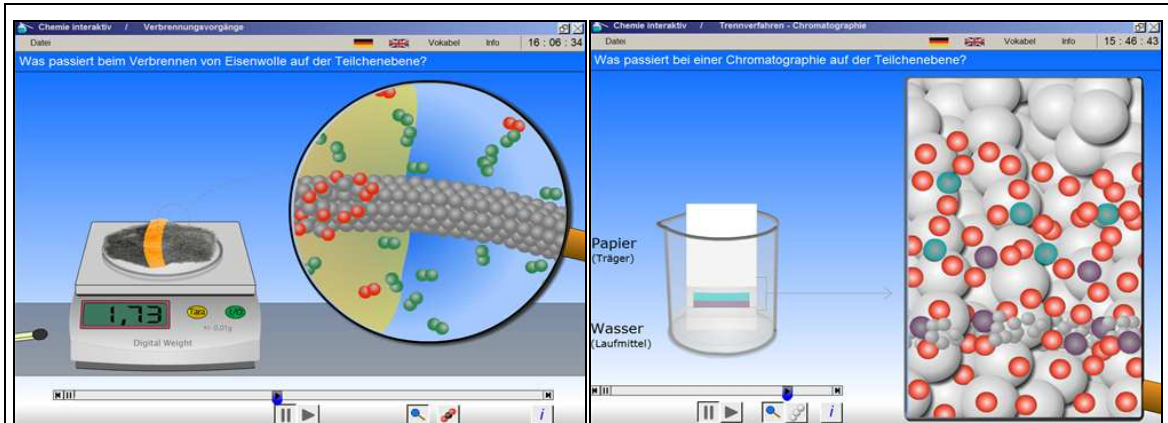 Chemie interaktiv / Verbrennungsvorgänge
Datei Vokabel Info 16 : 06 : 34
Was passiert beim Verbrennen von Eisenwolle auf der Teilchenebene?
1,73
Tara
I/O
+/- 0,01g
Digital Weight
i
Chemie interaktiv / Trennverfahren - Chromatographie
Datei Vokabel Info 15 : 46 : 43
Was passiert bei einer Chromatographie auf der Teilchenebene?
Papier
(Träger)
Wasser
(Laufmittel)
i